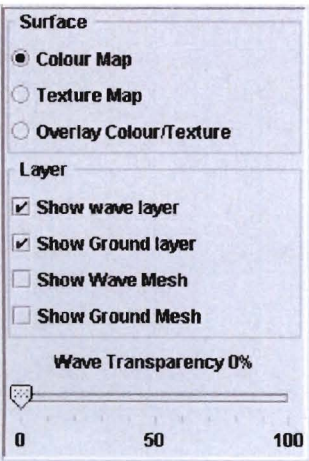 Surface
Colour Map
Texture Map
Overlay Colour/Texture
Layer
Show wave layer
Show Ground layer
Show Wave Mesh
Show Ground Mesh
Wave Transparency 0%
0 50 100